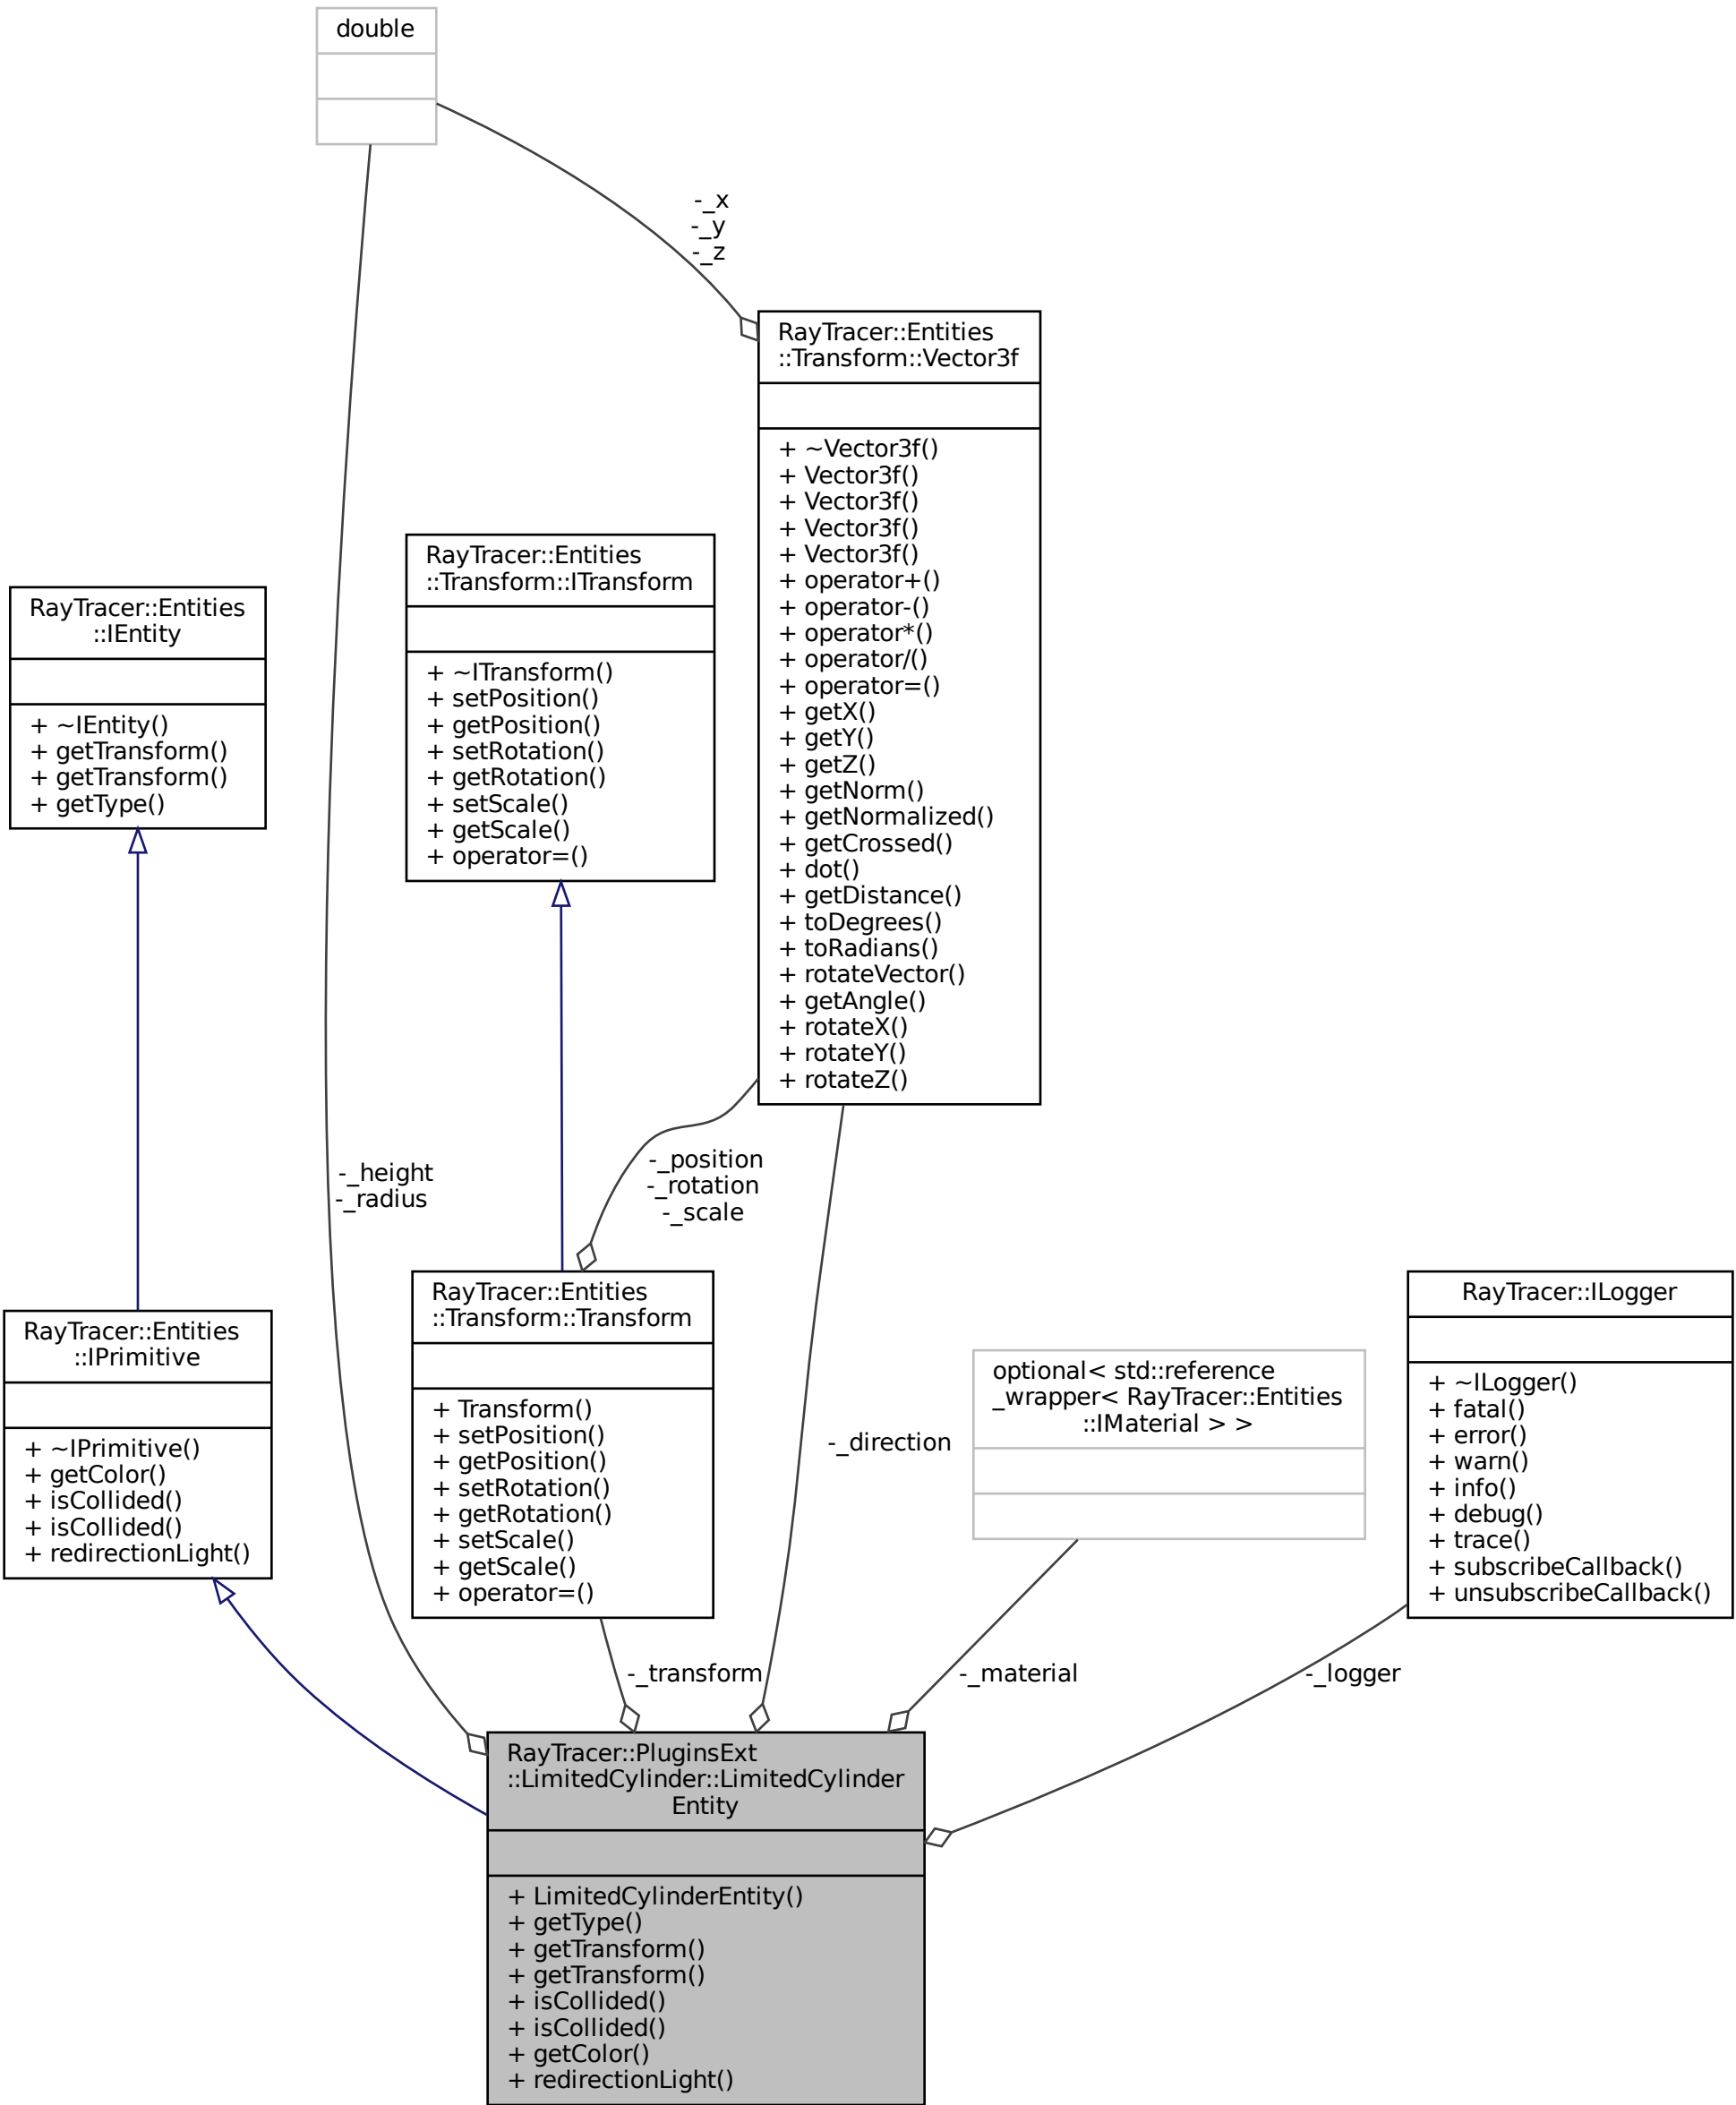 double
-_x
-_y
-_z
RayTracer::Entities
::Transform::Vector3f
+ ~Vector3f()
+ Vector3f()
+ Vector3f()
+ Vector3f()
+ Vector3f()
+ operator+()
+ operator-()
+ operator*()
+ operator/()
+ operator=()
+ getX()
+ getY()
+ getZ()
+ getNorm()
+ getNormalized()
+ getCrossed()
+ dot()
+ getDistance()
+ toDegrees()
+ toRadians()
+ rotateVector()
+ getAngle()
+ rotateX()
+ rotateY()
+ rotateZ()
RayTracer::Entities
::Transform::ITransform
+ ~ITransform()
+ setPosition()
+ getPosition()
+ setRotation()
+ getRotation()
+ setScale()
+ getScale()
+ operator=()
RayTracer::Entities
::IEntity
+ ~IEntity()
+ getTransform()
+ getTransform()
+ getType()
-_height
-_radius
-_position
-_rotation
-_scale
RayTracer::Entities
::IPrimitive
+ ~IPrimitive()
+ getColor()
+ isCollided()
+ isCollided()
+ redirectionLight()
RayTracer::Entities
::Transform::Transform
+ Transform()
+ setPosition()
+ getPosition()
+ setRotation()
+ getRotation()
+ setScale()
+ getScale()
+ operator=()
-_direction
optional< std::reference
_wrapper< RayTracer::Entities
::IMaterial > >
RayTracer::ILogger
+ ~ILogger()
+ fatal()
+ error()
+ warn()
+ info()
+ debug()
+ trace()
+ subscribeCallback()
+ unsubscribeCallback()
-_transform
-_material
-_logger
RayTracer::PluginsExt
::LimitedCylinder::LimitedCylinder
Entity
+ LimitedCylinderEntity()
+ getType()
+ getTransform()
+ getTransform()
+ isCollided()
+ isCollided()
+ getColor()
+ redirectionLight()